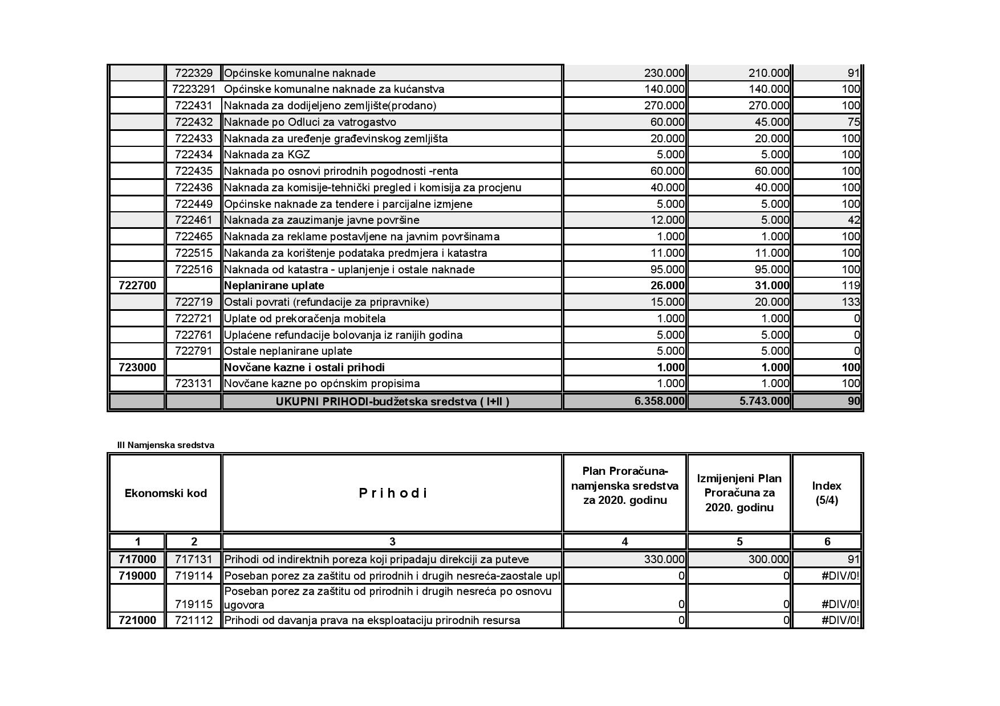 722329 Općinske komunalne naknade 230.000 210.000 91
7223291 Općinske komunalne naknade za kućanstva 140.000 140.000 100
722431 Naknada za dodijeljeno zemljište(prodano) 270.000 270.000 100
722432 Naknade po Odluci za vatrogastvo 60.000 45.000 75
722433 Naknada za uređenje građevinskog zemljišta 20.000 20.000 100
722434 Naknada za KGZ 5.000 5.000 100
722435 Naknada po osnovi prirodnih pogodnosti -renta 60.000 60.000 100
722436 Naknada za komisije-tehnički pregled i komisija za procjenu 40.000 40.000 100
722449 Općinske naknade za tendere i parcijalne izmjene 5.000 5.000 100
722461 Naknada za zauzimanje javne površine 12.000 5.000 42
722465 Naknada za reklame postavljene na javnim površinama 1.000 1.000 100
722515 Nakanda za korištenje podataka predmjera i katastra 11.000 11.000 100
722516 Naknada od katastra - uplanjenje i ostale naknade 95.000 95.000 100
722700 Neplanirane uplate 26.000 31.000 119
722719 Ostali povrati (refundacije za pripravnike) 15.000 20.000 133
722721 Uplate od prekoračenja mobitela 1.000 1.000 0
722761 Uplaćene refundacije bolovanja iz ranijih godina 5.000 5.000 0
722791 Ostale neplanirane uplate 5.000 5.000 0
723000 Novčane kazne i ostali prihodi 1.000 1.000 100
723131 Novčane kazne po općnskim propisima 1.000 1.000 100
UKUPNI PRIHODI-budžetska sredstva ( I+II ) 6.358.000 5.743.000 90
III Namjenska sredstva
Ekonomski kod
P r i h o d i
Plan Proračuna-
namjenska sredstva
za 2020. godinu
Izmijenjeni Plan
Proračuna za
2020. godinu
Index
(5/4)
1 2 3 4 5 6
717000 717131 Prihodi od indirektnih poreza koji pripadaju direkciji za puteve 330.000 300.000 91
719000 719114 Poseban porez za zaštitu od prirodnih i drugih nesreća-zaostale upl 0 0 #DIV/0!
Poseban porez za zaštitu od prirodnih i drugih nesreća po osnovu
719115 ugovora 0 0 #DIV/0!
721000 721112 Prihodi od davanja prava na eksploataciju prirodnih resursa 0 0 #DIV/0!